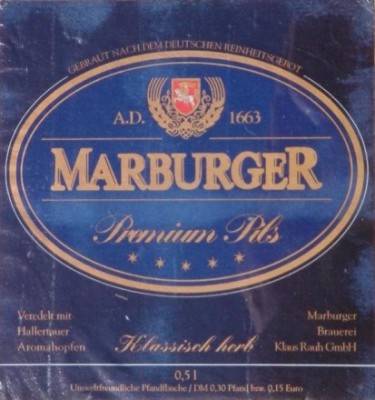 GEBRAUT NACH DEM DEUTSCHEN REINHEITSGEBOT
A.D. 1663
MARBURGER
Premium Pils
Veredelt mit
Hallertauer
Aromahopfen
Klassisch herb
Marburger
Brauerei
Klaus Rauh GmbH
0,5 l
Umweltfreundliche Pfandflasche / DM 0,30 Pfand bzw. 0,15 Euro